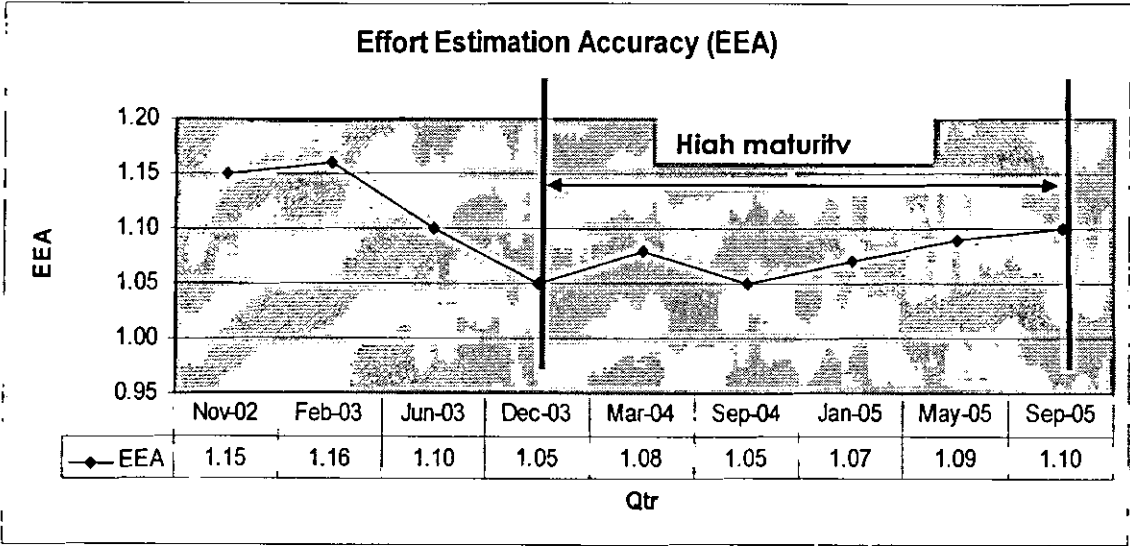 Effort Estimation Accuracy (EEA)
High maturity
1.20
1.15
1.10
1.05
1.00
0.95
EEA
Nov-02 Feb-03 Jun-03 Dec-03 Mar-04 Sep-04 Jan-05 May-05 Sep-05
EEA 1.15 1.16 1.10 1.05 1.08 1.05 1.07 1.09 1.10
Qtr